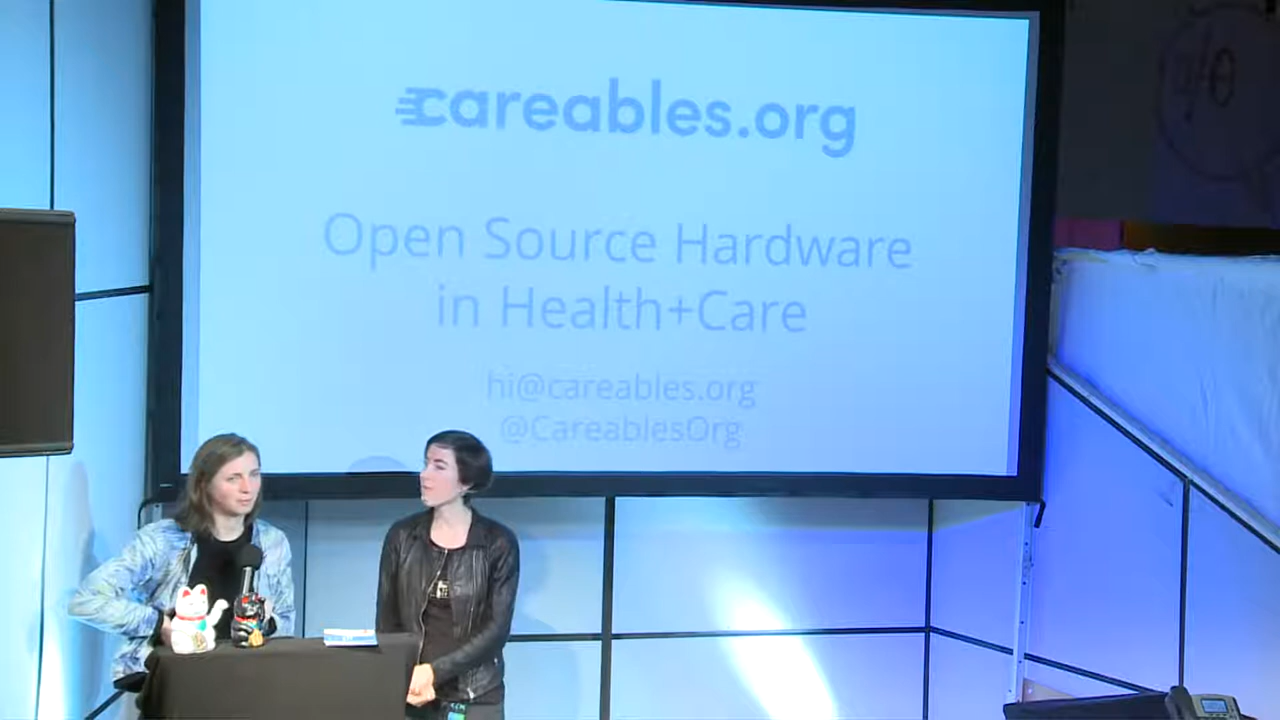 careables.org
Open Source Hardware
in Health+Care
hi@careables.org
@CareablesOrg